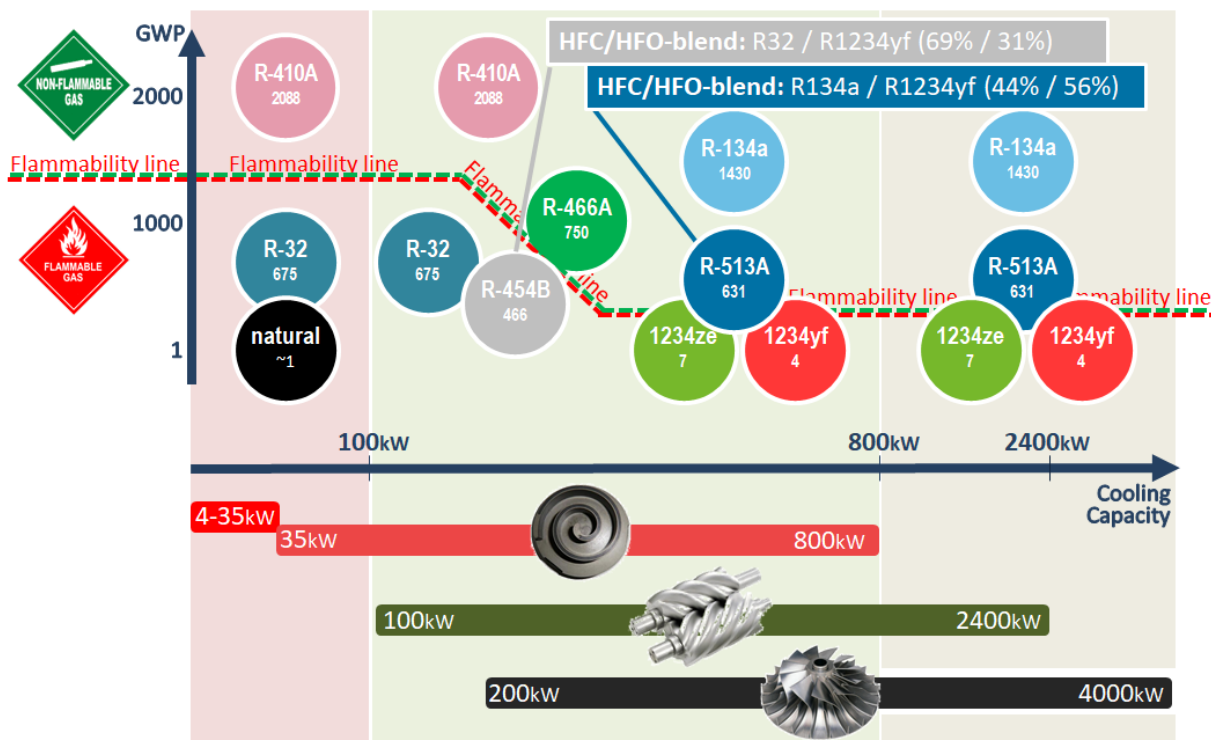 GWP
HFC/HFO-blend: R32 / R1234yf (69% / 31%)
HFC/HFO-blend: R134a / R1234yf (44% / 56%)
NON-FLAMMABLE
GAS
2000
R-410A
2088
R-410A
2088
R-134a
1430
R-134a
1430
Flammability line
Flammability line
Flammability line
1000
FLAMMABLE
GAS
R-32
675
R-32
675
R-466A
750
R-454B
466
R-513A
631
R-513A
631
Flammability line
mmability line
1
natural
~1
1234ze
7
1234yf
4
1234ze
7
1234yf
4
100kW
800kW
2400kW
Cooling
Capacity
4-35kW
35kW
800kW
100kW
2400kW
200kW
4000kW